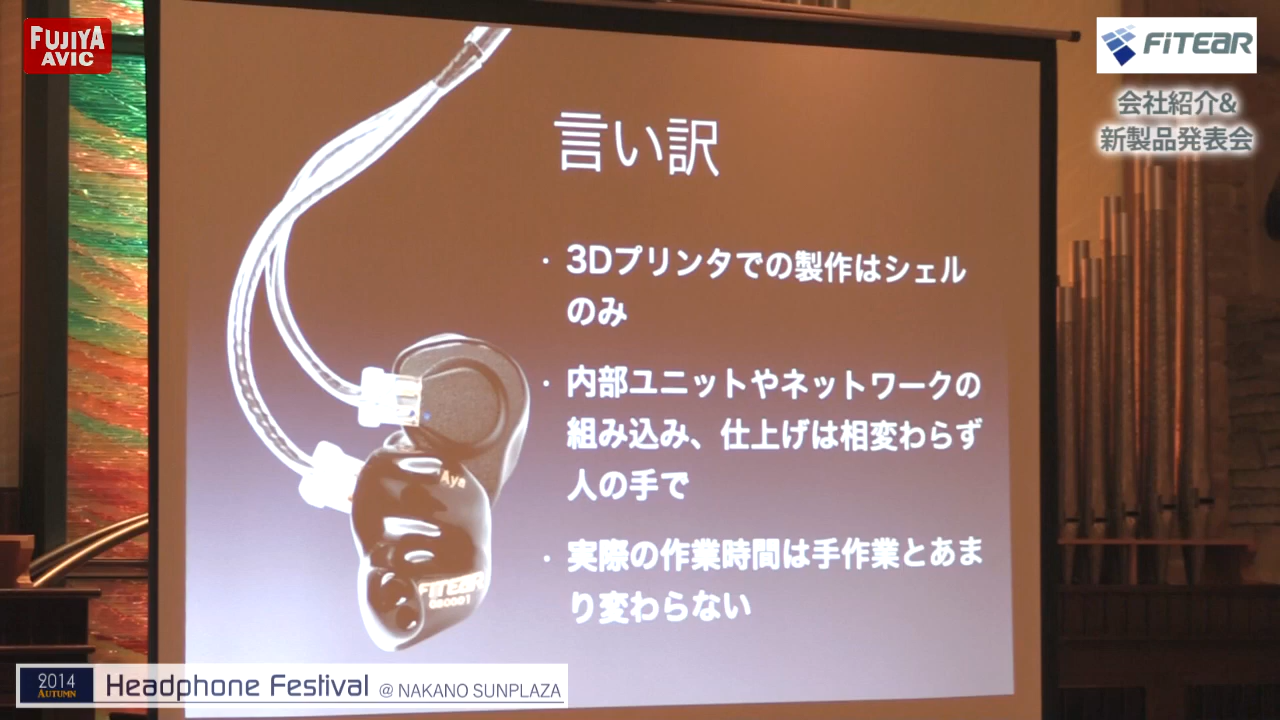 FUJIYA
AVIC
FITEAR
会社紹介&
新製品発表会
言い訳
・3Dプリンタでの製作はシェル
のみ
・内部ユニットやネットワークの
組み込み、仕上げは相変わらず
人の手で
・実際の作業時間は手作業とあま
り変わらない
Aya
FITEAR
2014
AUTUMN
Headphone Festival @ NAKANO SUNPLAZA